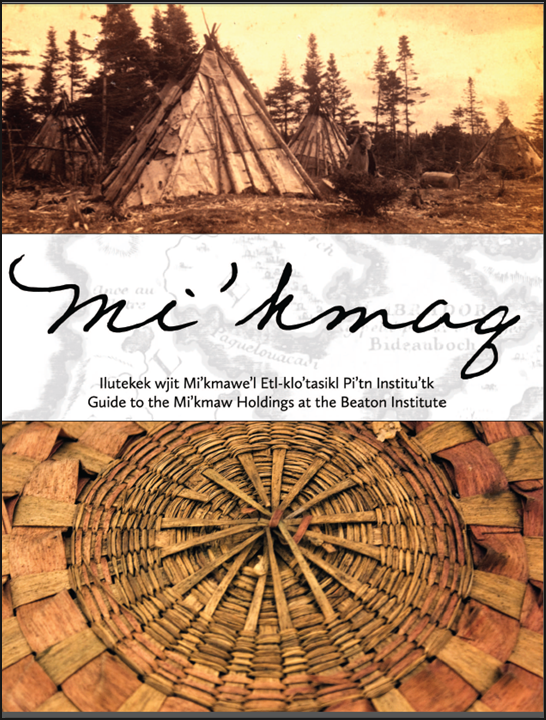 Mi'kmaq
Ilutekek wjit Mi'kmawe'l Etl-klo'tasikl Pi'tn Institu'tk
Guide to the Mi'kmaw Holdings at the Beaton Institute